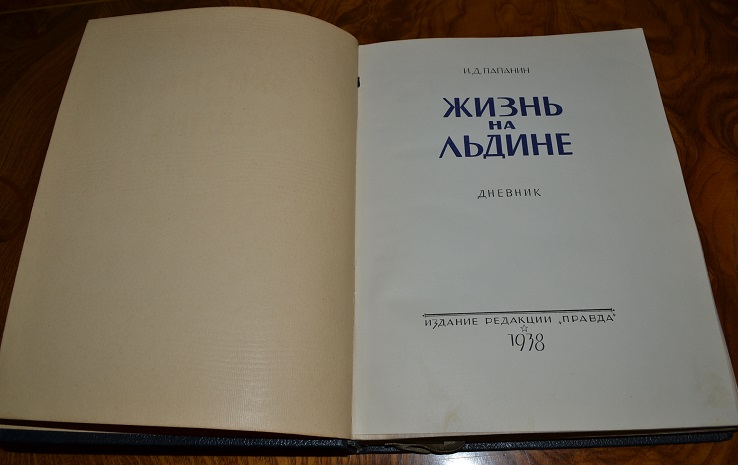 И.Д.ПАПАНИН
ЖИЗНЬ
НА
ЛЬДИНЕ
ДНЕВНИК
ИЗДАНИЕ РЕДАКЦИИ „ПРАВДА“
1938